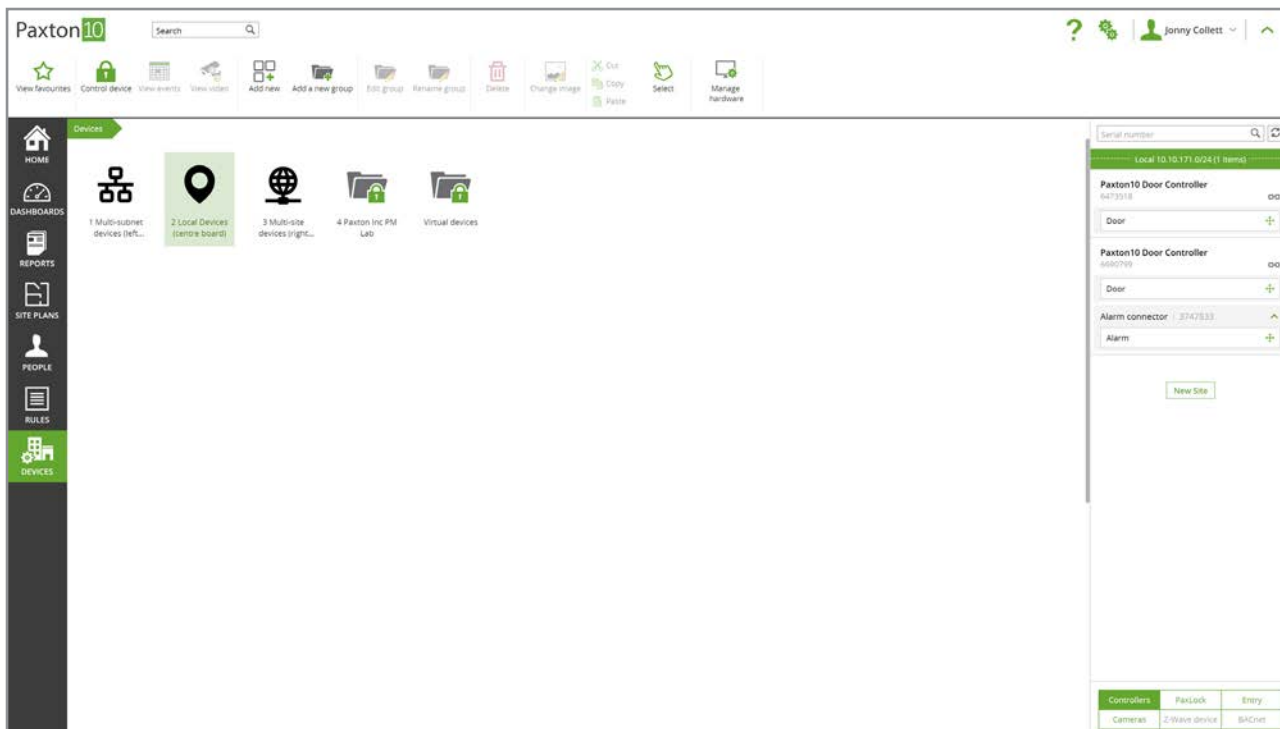 Paxton10
Search
Jonny Collett
View favourites
Control device
View events
View video
Add new
Add a new group
Edit group
Rename group
Delete
Change image
Cut
Copy
Paste
Select
Manage
hardware
HOME
DASHBOARDS
REPORTS
SITE PLANS
PEOPLE
RULES
DEVICES
Devices
1 Multi-subnet
devices (left...
2 Local Devices
(centre board)
3 Multi-site
devices (right...
4 Paxton Inc PM
Lab
Virtual devices
Serial number
Local 10.10.171.0/24 (1 items)
Paxton10 Door Controller
6473518
Door
Paxton10 Door Controller
6680799
Door
Alarm connector | 3747833
Alarm
New Site
Controllers
PaxLock
Entry
Cameras
Z-Wave device
BACnet